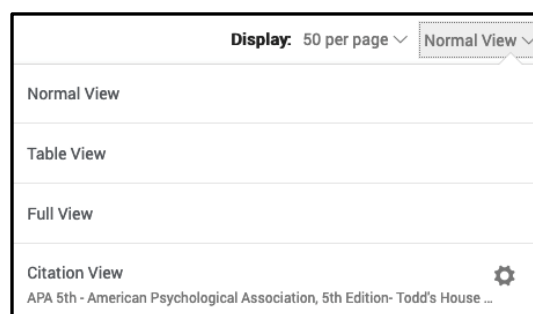 Display: 50 per page Normal View
Normal View
Table View
Full View
Citation View
APA 5th - American Psychological Association, 5th Edition- Todd's House ...